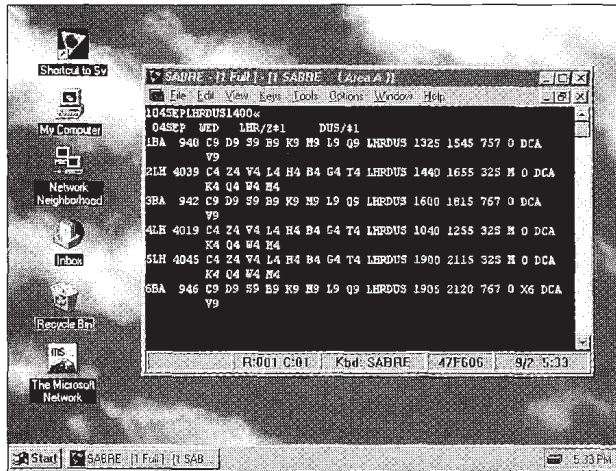 Shortcut to Sv
My Computer
Network
Neighborhood
Inbox
Recycle Bin
The Microsoft
Network
SABRE - [1 Full] - [1 SABRE (Area A)]
File Edit View Keys Tools Options Window Help
104SEPLHRDUS1400«
04SEP WED LHR/Z‡1 DUS/‡1
1BA 940 C9 D9 S9 B9 K9 M9 L9 Q9 LHRDUS 1325 1545 757 0 DCA
V9
2LH 4039 C4 Z4 V4 L4 H4 B4 G4 T4 LHRDUS 1440 1655 32S M 0 DCA
K4 Q4 W4 M4
3BA 942 C9 D9 S9 B9 K9 M9 L9 Q9 LHRDUS 1600 1815 767 0 DCA
V9
4LH 4019 C4 Z4 V4 L4 H4 B4 G4 T4 LHRDUS 1040 1255 32S M 0 DCA
K4 Q4 W4 M4
5LH 4045 C4 Z4 V4 L4 H4 B4 G4 T4 LHRDUS 1900 2115 32S M 0 DCA
K4 Q4 W4 M4
6BA 946 C9 D9 S9 B9 K9 M9 L9 Q9 LHRDUS 1905 2120 767 0 X6 DCA
V9
R:001 C:01 Kbd: SABRE 47F606 9/2 5:33
Start SABRE [1 Full] [1 SAB 5:33 PM